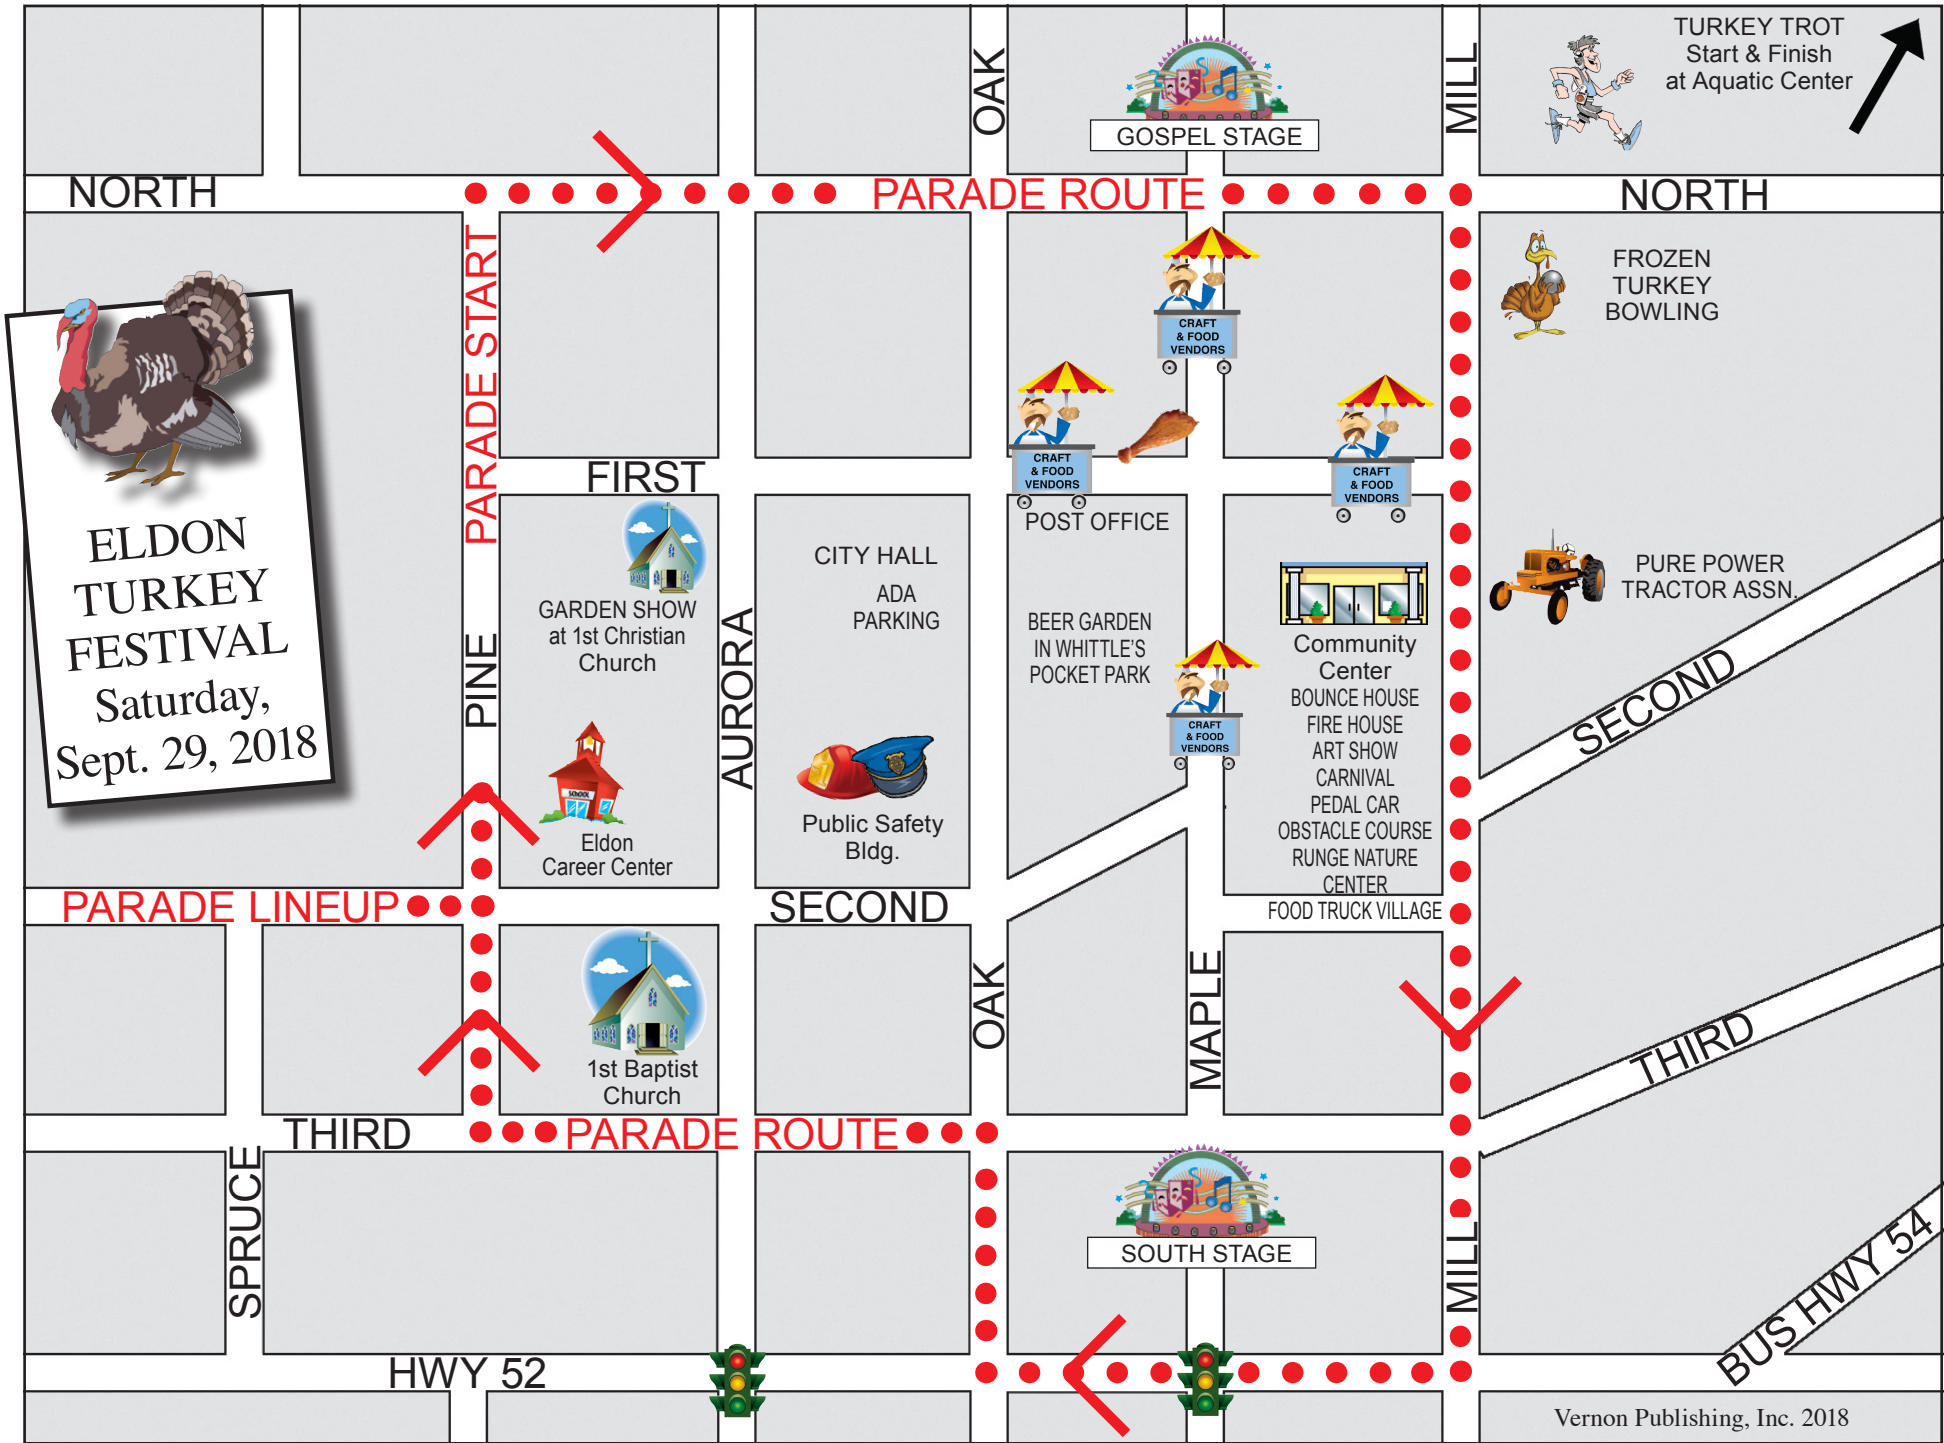 TURKEY TROT
Start & Finish
at Aquatic Center
OAK
MILL
GOSPEL STAGE
NORTH
PARADE ROUTE
NORTH
PARADE START
FROZEN
TURKEY
BOWLING
CRAFT
& FOOD
VENDORS
CRAFT
& FOOD
VENDORS
CRAFT
& FOOD
VENDORS
FIRST
ELDON
TURKEY
FESTIVAL
Saturday,
Sept. 29, 2018
POST OFFICE
CITY HALL
ADA
PARKING
GARDEN SHOW
at 1st Christian
Church
PINE
AURORA
BEER GARDEN
IN WHITTLE'S
POCKET PARK
PURE POWER
TRACTOR ASSN.
Community
Center
BOUNCE HOUSE
FIRE HOUSE
ART SHOW
CARNIVAL
PEDAL CAR
OBSTACLE COURSE
RUNGE NATURE
CENTER
FOOD TRUCK VILLAGE
CRAFT
& FOOD
VENDORS
SECOND
SCHOOL
Eldon
Career Center
Public Safety
Bldg.
PARADE LINEUP
SECOND
OAK
MAPLE
1st Baptist
Church
THIRD
THIRD
PARADE ROUTE
SPRUCE
SOUTH STAGE
MILL
BUS HWY 54
HWY 52
Vernon Publishing, Inc. 2018